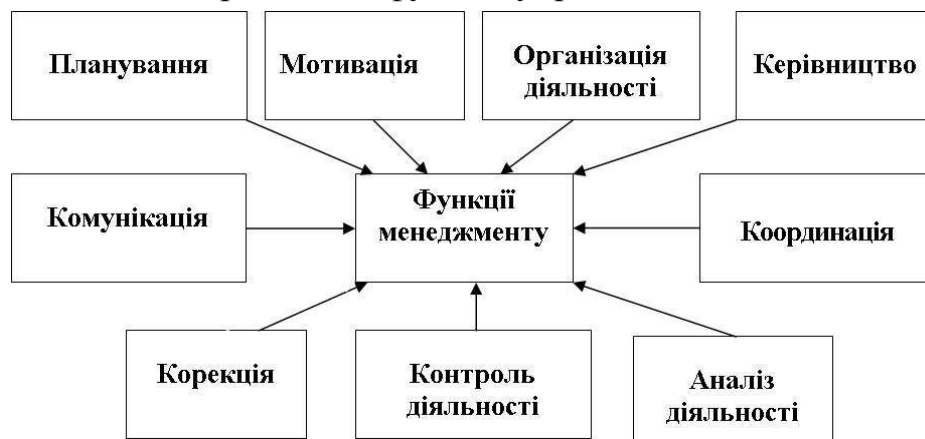 Планування
Мотивація
Організація
діяльності
Керівництво
Комунікація
Функції
менеджменту
Координація
Корекція
Контроль
діяльності
Аналіз
діяльності